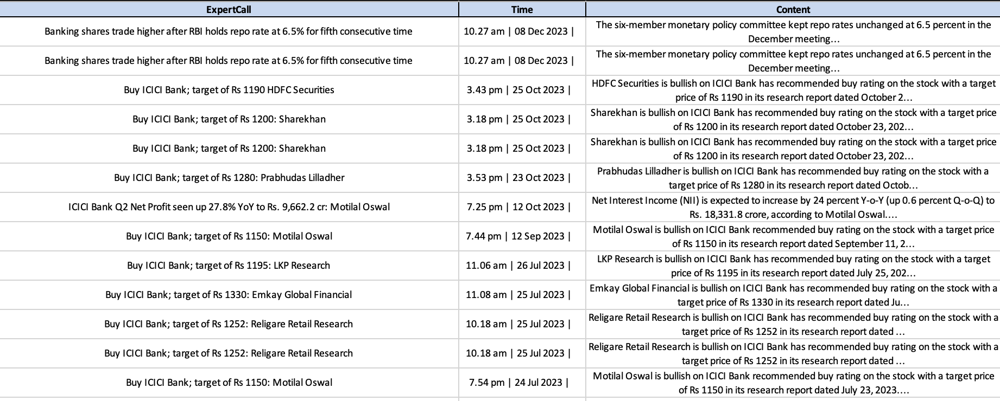 ExpertCall Time Content
Banking shares trade higher after RBI holds repo rate at 6.5% for fifth consecutive time 10.27 am | 08 Dec 2023 | The six-member monetary policy committee kept repo rates unchanged at 6.5 percent in the
December meeting...
Banking shares trade higher after RBI holds repo rate at 6.5% for fifth consecutive time 10.27 am | 08 Dec 2023 | The six-member monetary policy committee kept repo rates unchanged at 6.5 percent in the
December meeting...
Buy ICICI Bank; target of Rs 1190 HDFC Securities 3.43 pm | 25 Oct 2023 | HDFC Securities is bullish on ICICI Bank has recommended buy rating on the stock with a target
price of Rs 1190 in its research report dated October 2...
Buy ICICI Bank; target of Rs 1200: Sharekhan 3.18 pm | 25 Oct 2023 | Sharekhan is bullish on ICICI Bank has recommended buy rating on the stock with a target price
of Rs 1200 in its research report dated October 23, 202...
Buy ICICI Bank; target of Rs 1200: Sharekhan 3.18 pm | 25 Oct 2023 | Sharekhan is bullish on ICICI Bank has recommended buy rating on the stock with a target price
of Rs 1200 in its research report dated October 23, 202...
Buy ICICI Bank; target of Rs 1280: Prabhudas Lilladher 3.53 pm | 23 Oct 2023 | Prabhudas Lilladher is bullish on ICICI Bank has recommended buy rating on the stock with a
target price of Rs 1280 in its research report dated Octob...
ICICI Bank Q2 Net Profit seen up 27.8% YoY to Rs. 9,662.2 cr: Motilal Oswal 7.25 pm | 12 Oct 2023 | Net Interest Income (NII) is expected to increase by 24 percent Y-o-Y (up 0.6 percent Q-o-Q) to
Rs. 18,331.8 crore, according to Motilal Oswal....
Buy ICICI Bank; target of Rs 1150: Motilal Oswal 7.44 pm | 12 Sep 2023 | Motilal Oswal is bullish on ICICI Bank recommended buy rating on the stock with a target price
of Rs 1150 in its research report dated September 11, 2...
Buy ICICI Bank; target of Rs 1195: LKP Research 11.06 am | 26 Jul 2023 | LKP Research is bullish on ICICI Bank has recommended buy rating on the stock with a target
price of Rs 1195 in its research report dated July 25, 202...
Buy ICICI Bank; target of Rs 1330: Emkay Global Financial 11.08 am | 25 Jul 2023 | Emkay Global Financial is bullish on ICICI Bank has recommended buy rating on the stock with a
target price of Rs 1330 in its research report dated Ju...
Buy ICICI Bank; target of Rs 1252: Religare Retail Research 10.18 am | 25 Jul 2023 | Religare Retail Research is bullish on ICICI Bank has recommended buy rating on the stock with a
target price of Rs 1252 in its research report dated ...
Buy ICICI Bank; target of Rs 1252: Religare Retail Research 10.18 am | 25 Jul 2023 | Religare Retail Research is bullish on ICICI Bank has recommended buy rating on the stock with a
target price of Rs 1252 in its research report dated ...
Buy ICICI Bank; target of Rs 1150: Motilal Oswal 7.54 pm | 24 Jul 2023 | Motilal Oswal is bullish on ICICI Bank recommended buy rating on the stock with a target price
of Rs 1150 in its research report dated July 23, 2023....